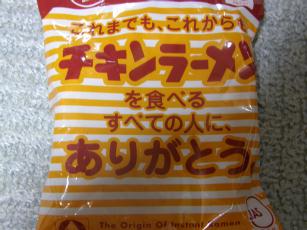 これまでも、これからも
チキンラーメン
を食べる
すべての人に、
ありがとう。
The Origin Of Instant Ramen
JAS